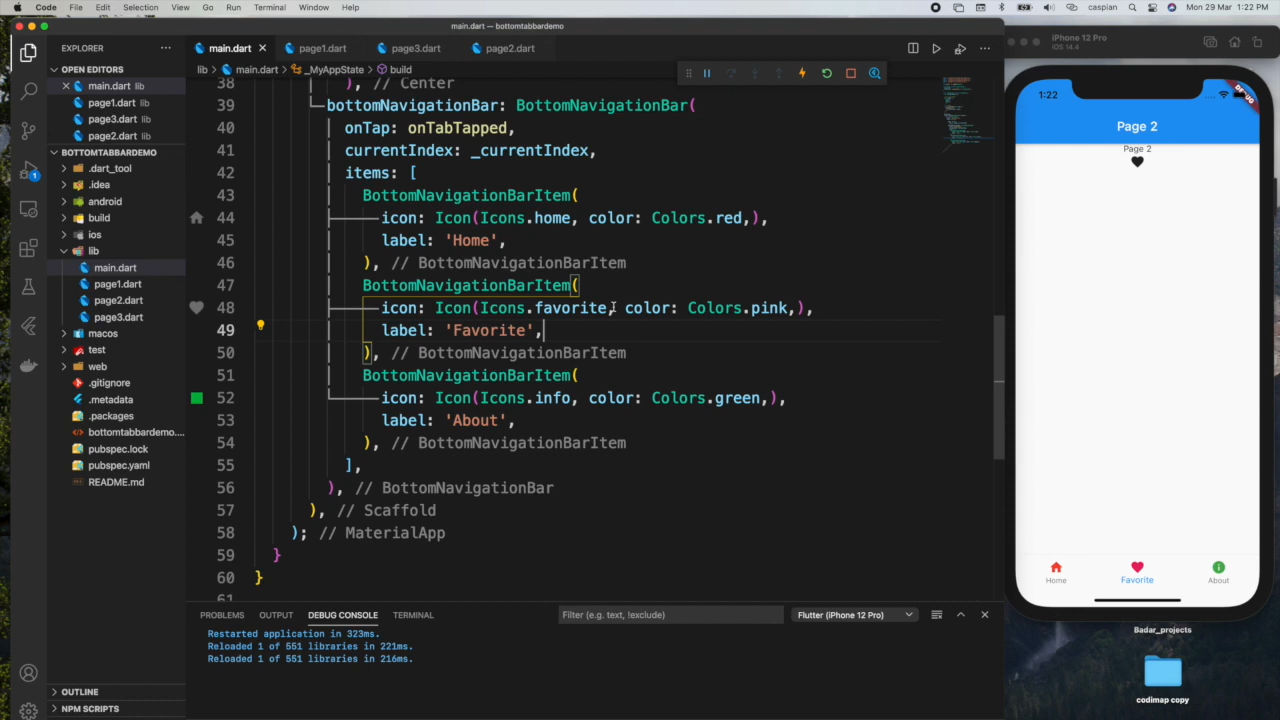 Code File Edit Selection View Go Run Terminal Window Help caspian Mon 29 Mar 1:22 PM
main.dart — bottomtabbardemo
EXPLORER
OPEN EDITORS
main.dart lib
page1.dart lib
page3.dart lib
page2.dart lib
BOTTOMTABBARDEMO
.dart_tool
.idea
android
build
ios
lib
main.dart
page1.dart
page2.dart
page3.dart
macos
test
web
.gitignore
.metadata
.packages
bottomtabbardemo....
pubspec.lock
pubspec.yaml
README.md
OUTLINE
NPM SCRIPTS
1
main.dart page1.dart page3.dart page2.dart
lib > main.dart > _MyAppState > build
38 ), // Center
39 bottomNavigationBar: BottomNavigationBar(
40 onTap: onTabTapped,
41 currentIndex: _currentIndex,
42 items: [
43 BottomNavigationBarItem(
44 icon: Icon(Icons.home, color: Colors.red,),
45 label: 'Home',
46 ), // BottomNavigationBarItem
47 BottomNavigationBarItem(
48 icon: Icon(Icons.favorite, color: Colors.pink,),
49 label: 'Favorite',
50 ), // BottomNavigationBarItem
51 BottomNavigationBarItem(
52 icon: Icon(Icons.info, color: Colors.green,),
53 label: 'About',
54 ), // BottomNavigationBarItem
55 ],
56 ), // BottomNavigationBar
57 ), // Scaffold
58 ); // MaterialApp
59 }
60 }
61
PROBLEMS OUTPUT DEBUG CONSOLE TERMINAL Filter (e.g. text, !exclude) Flutter (iPhone 12 Pro)
Restarted application in 323ms.
Reloaded 1 of 551 libraries in 221ms.
Reloaded 1 of 551 libraries in 216ms.
iPhone 12 Pro
iOS 14.4
1:22
DEBUG
Page 2
Page 2
Home Favorite About
Badar_projects
codimap copy